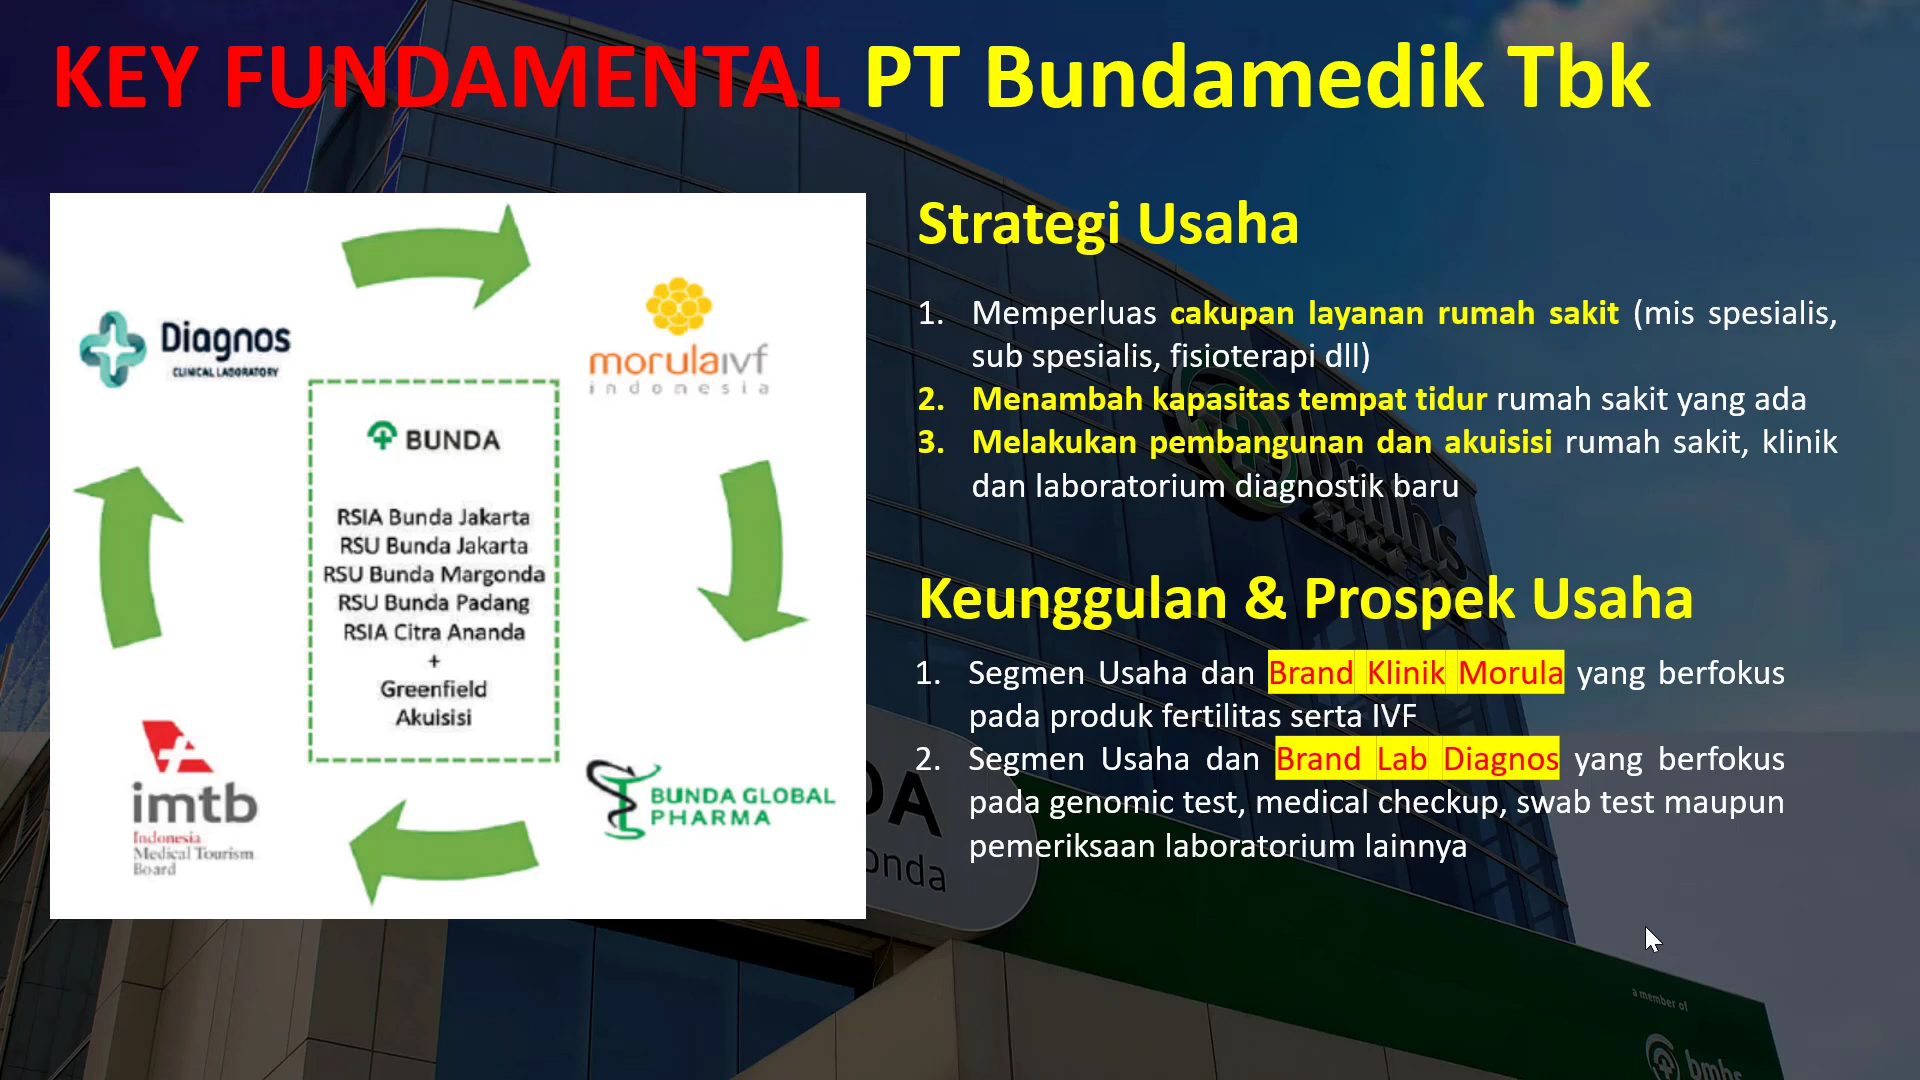 KEY FUNDAMENTAL PT Bundamedik Tbk
Diagnos
CLINICAL LABORATORY
morulaivf
indonesia
BUNDA
RSIA Bunda Jakarta
RSU Bunda Jakarta
RSU Bunda Margonda
RSU Bunda Padang
RSIA Citra Ananda
+
Greenfield
Akuisisi
imtb
Indonesia
Medical Tourism
Board
BUNDA GLOBAL
PHARMA
Strategi Usaha
1. Memperluas cakupan layanan rumah sakit (mis spesialis,
sub spesialis, fisioterapi dll)
2. Menambah kapasitas tempat tidur rumah sakit yang ada
3. Melakukan pembangunan dan akuisisi rumah sakit, klinik
dan laboratorium diagnostik baru
Keunggulan & Prospek Usaha
1. Segmen Usaha dan Brand Klinik Morula yang berfokus
pada produk fertilitas serta IVF
2. Segmen Usaha dan Brand Lab Diagnos yang berfokus
pada genomic test, medical checkup, swab test maupun
pemeriksaan laboratorium lainnya
a member of
bmhs